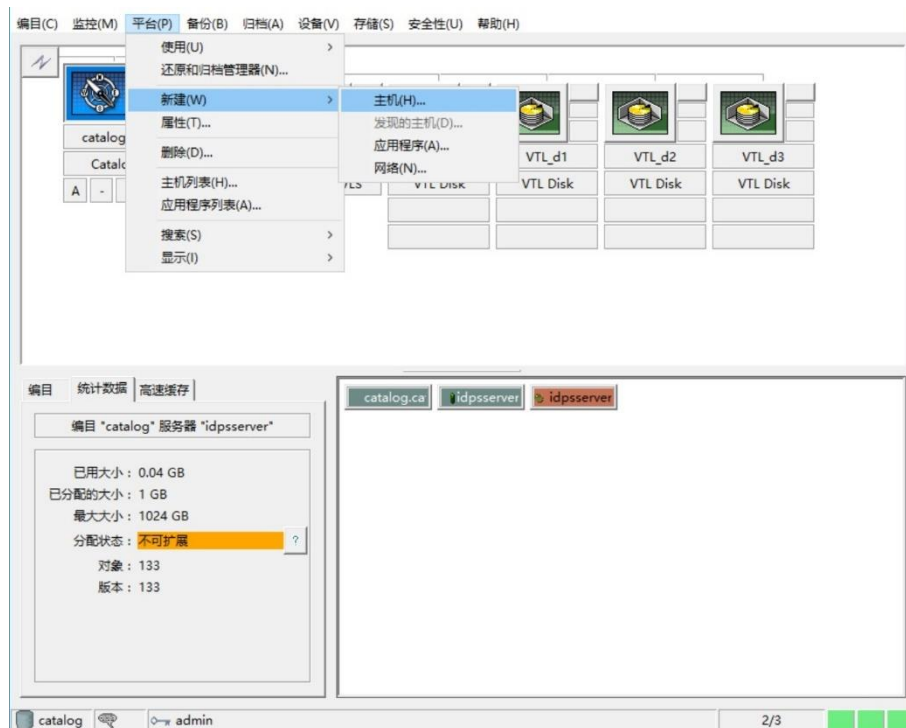 编目(C) 监控(M) 平台(P) 备份(B) 归档(A) 设备(V) 存储(S) 安全性(U) 帮助(H)
使用(U)
还原和归档管理器(N)...
新建(W)
属性(T)...
删除(D)...
主机列表(H)...
应用程序列表(A)...
搜索(S)
显示(I)
主机(H)...
发现的主机(D)...
应用程序(A)...
网络(N)...
catalog
A -
VTL_d1 VTL_d2 VTL_d3
VTL Disk VTL Disk VTL Disk VTL Disk
编目 统计数据 高速缓存
编目 "catalog" 服务器 "idpsserver"
已用大小： 0.04 GB
已分配的大小： 1 GB
最大大小： 1024 GB
分配状态： 不可扩展 ?
对象： 133
版本： 133
catalog.ca idpsserver idpsserver
catalog admin 2/3